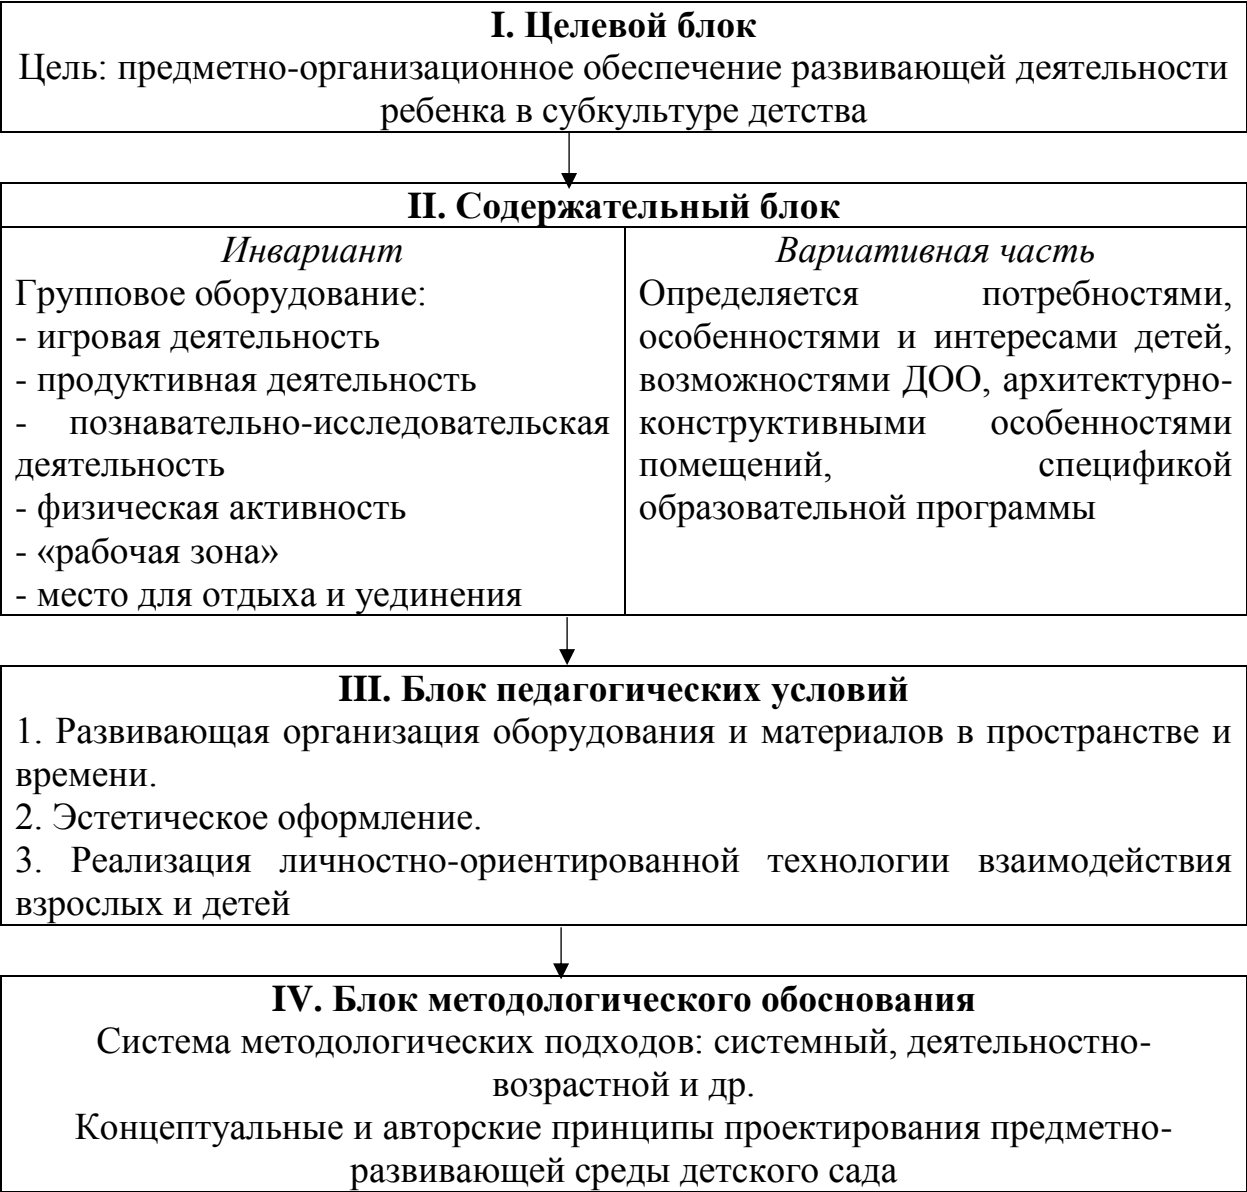 I. Целевой блок
Цель: предметно-организационное обеспечение развивающей деятельности
ребенка в субкультуре детства
II. Содержательный блок
Инвариант
Групповое оборудование:
- игровая деятельность
- продуктивная деятельность
- познавательно-исследовательская
деятельность
- физическая активность
- «рабочая зона»
- место для отдыха и уединения
Вариативная часть
Определяется потребностями,
особенностями и интересами детей,
возможностями ДОО, архитектурно-
конструктивными особенностями
помещений, спецификой
образовательной программы
III. Блок педагогических условий
1. Развивающая организация оборудования и материалов в пространстве и
времени.
2. Эстетическое оформление.
3. Реализация личностно-ориентированной технологии взаимодействия
взрослых и детей
IV. Блок методологического обоснования
Система методологических подходов: системный, деятельностно-
возрастной и др.
Концептуальные и авторские принципы проектирования предметно-
развивающей среды детского сада